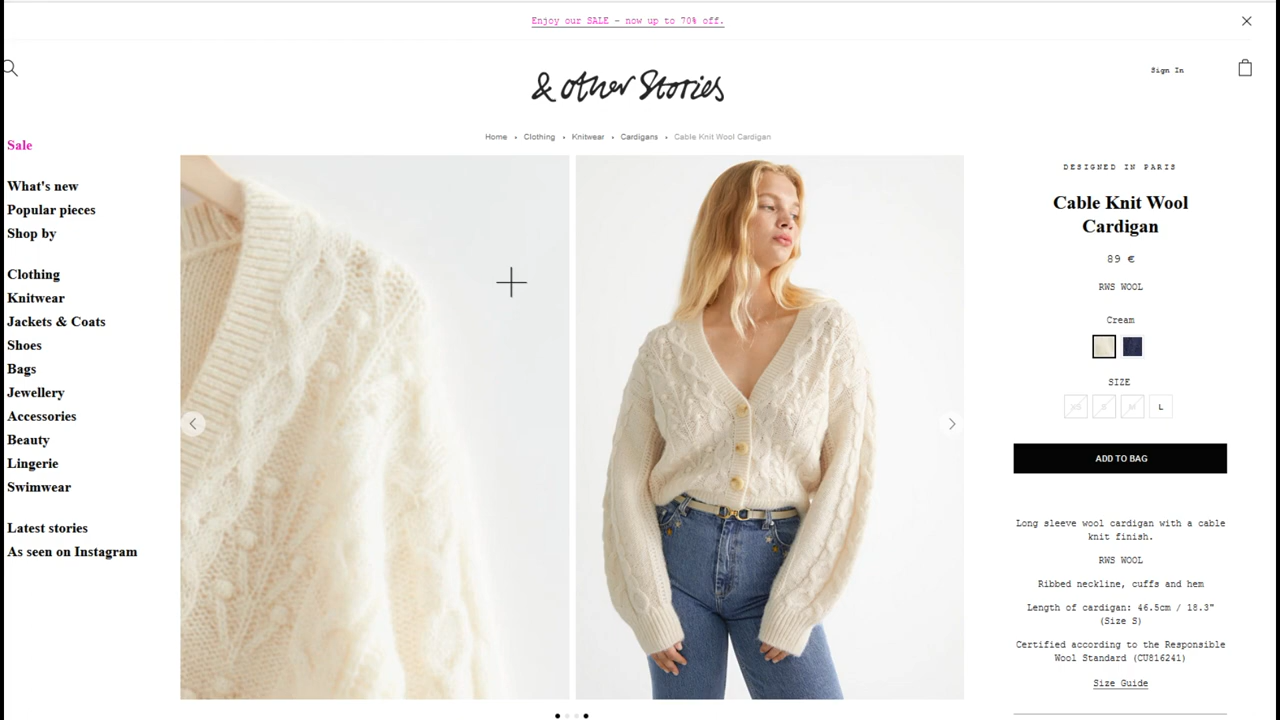 Enjoy our SALE – now up to 70% off.
Sign In
& other Stories
Home • Clothing • Knitwear • Cardigans • Cable Knit Wool Cardigan
Sale
What's new
Popular pieces
Shop by
Clothing
Knitwear
Jackets & Coats
Shoes
Bags
Jewellery
Accessories
Beauty
Lingerie
Swimwear
Latest stories
As seen on Instagram
DESIGNED IN PARIS
Cable Knit Wool
Cardigan
89 €
RWS WOOL
Cream
SIZE
XS S M L
ADD TO BAG
Long sleeve wool cardigan with a cable
knit finish.
RWS WOOL
Ribbed neckline, cuffs and hem
Length of cardigan: 46.5cm / 18.3"
(Size S)
Certified according to the Responsible
Wool Standard (CU816241)
Size Guide